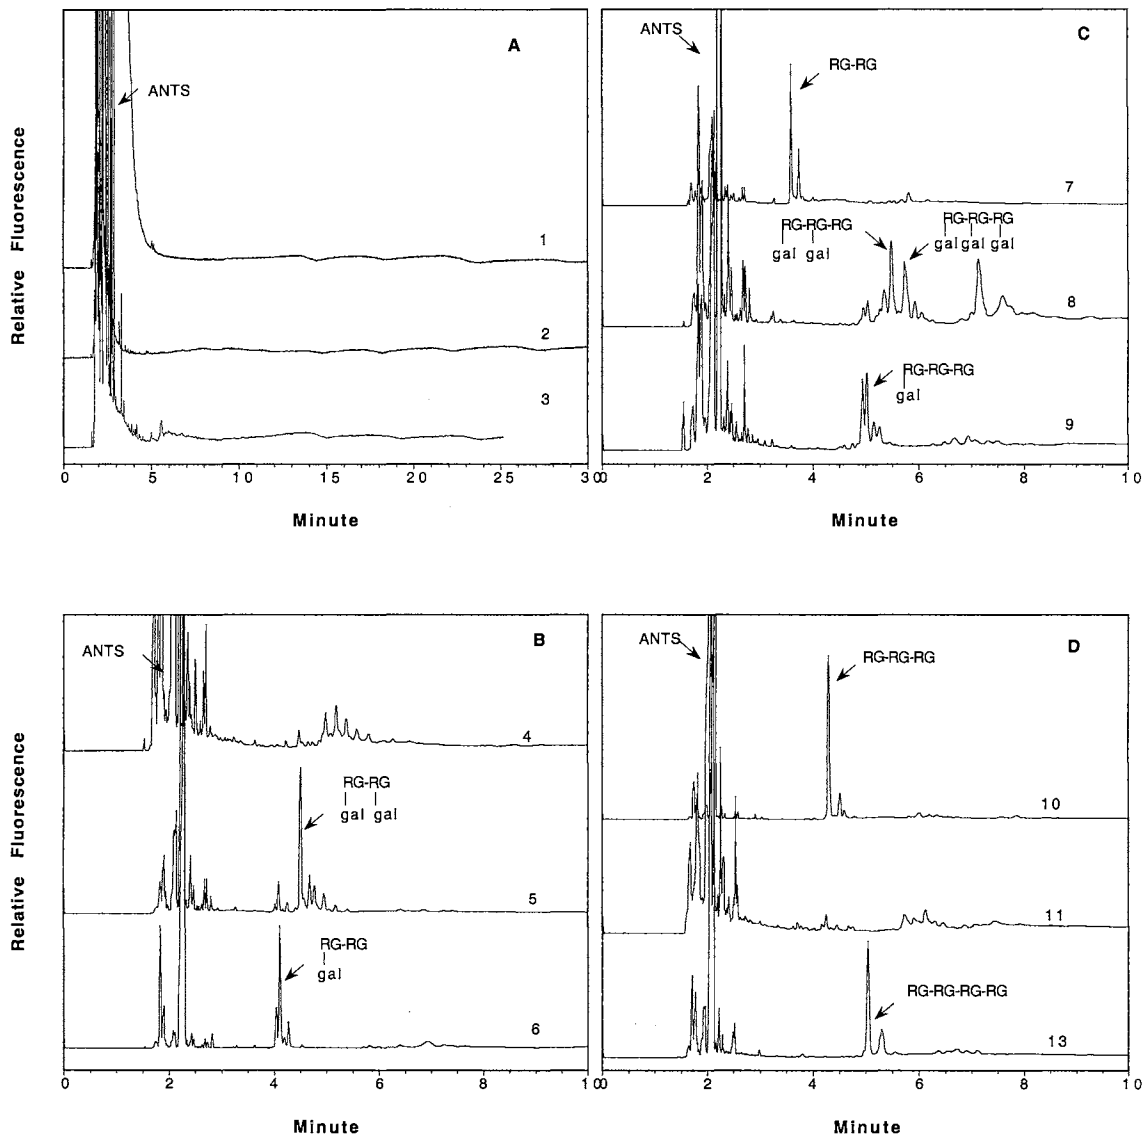 A
ANTS
1
2
3
Relative Fluorescence
0 5 10 15 20 25 30
Minute
C
ANTS
RG-RG
7
RG-RG-RG
gal gal
RG-RG-RG
gal gal gal
8
RG-RG-RG
gal
9
0 2 4 6 8 10
Minute
B
ANTS
4
RG-RG
gal gal
5
RG-RG
gal
6
Relative Fluorescence
0 2 4 6 8 10
Minute
D
ANTS
RG-RG-RG
10
11
RG-RG-RG-RG
13
0 2 4 6 8 10
Minute